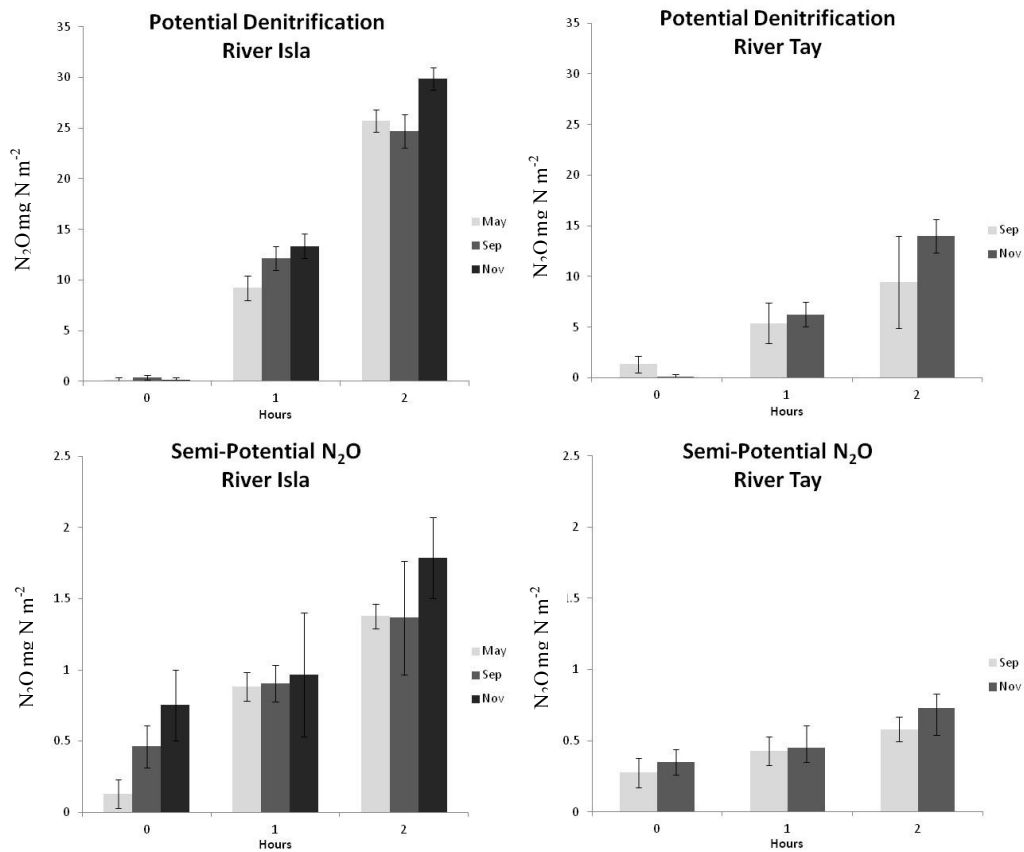 Potential Denitrification
River Isla
N₂O mg N m⁻²
35
30
25
20
15
10
5
0
0
1
2
Hours
May
Sep
Nov
Potential Denitrification
River Tay
N₂O mg N m⁻²
35
30
25
20
15
10
5
0
0
1
2
Hours
Sep
Nov
Semi-Potential N₂O
River Isla
N₂O mg N m⁻²
2.5
2
1.5
1
0.5
0
0
1
2
Hours
May
Sep
Nov
Semi-Potential N₂O
River Tay
N₂O mg N m⁻²
2.5
2
1.5
1
0.5
0
0
1
2
Hours
Sep
Nov